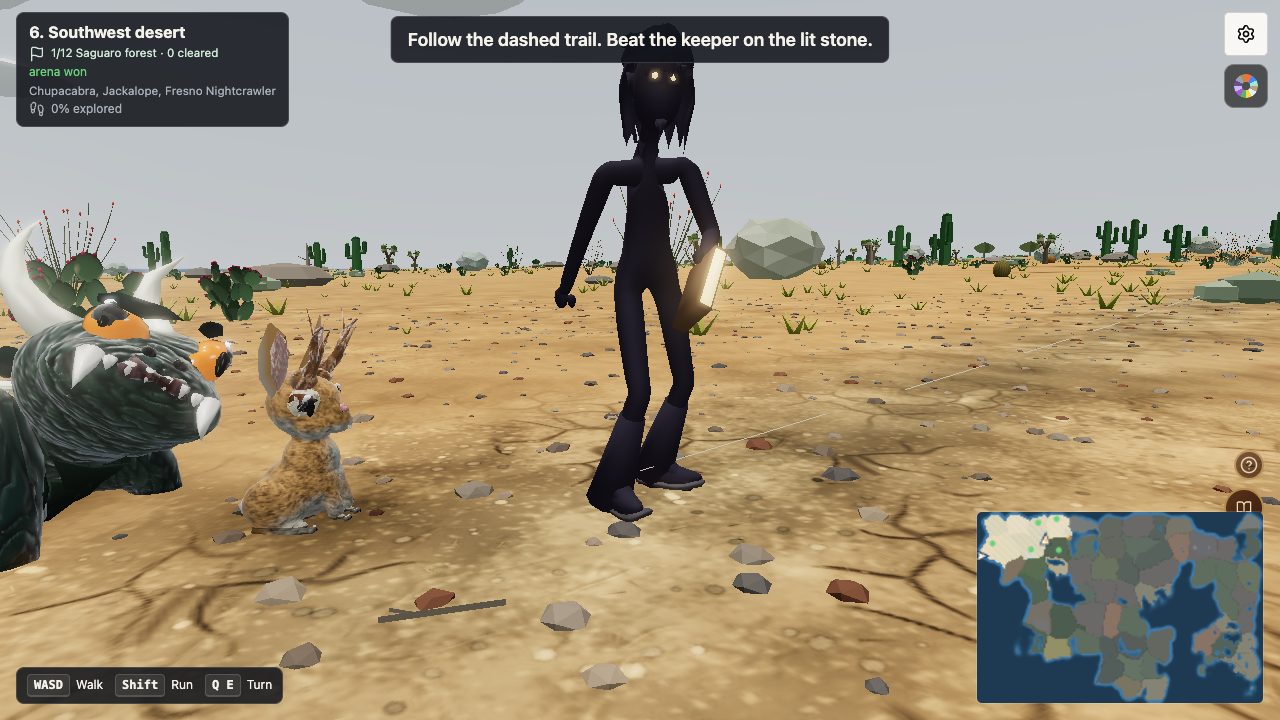 6. Southwest desert
1/12 Saguaro forest · 0 cleared
arena won
Chupacabra, Jackalope, Fresno Nightcrawler
0% explored
Follow the dashed trail. Beat the keeper on the lit stone.
WASD Walk Shift Run Q E Turn